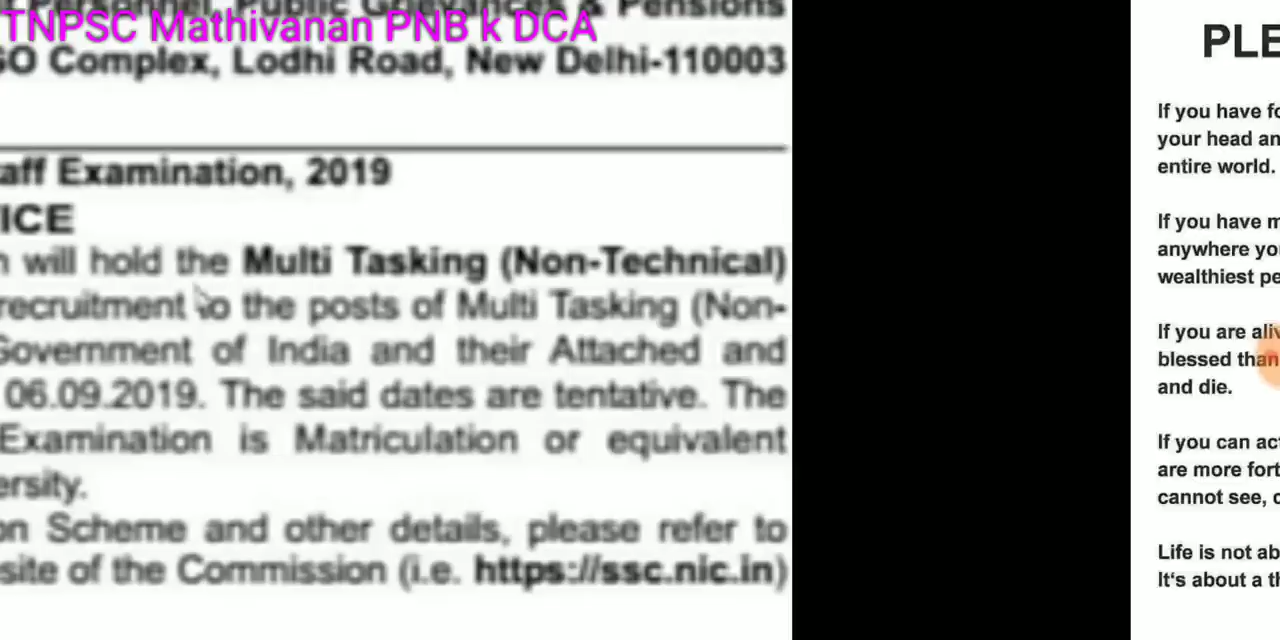 Personnel, Public Grievances & Pensions
TNPSC Mathivanan PNB k DCA
GO Complex, Lodhi Road, New Delhi-110003
aff Examination, 2019
ICE
n will hold the Multi Tasking (Non-Technical)
recruitment to the posts of Multi Tasking (Non-
Government of India and their Attached and
06.09.2019. The said dates are tentative. The
Examination is Matriculation or equivalent
ersity.
on Scheme and other details, please refer to
site of the Commission (i.e. https://ssc.nic.in)
PLE
If you have fo
your head an
entire world.
If you have m
anywhere yo
wealthiest pe
If you are aliv
blessed than
and die.
If you can act
are more fort
cannot see, o
Life is not ab
It's about a th